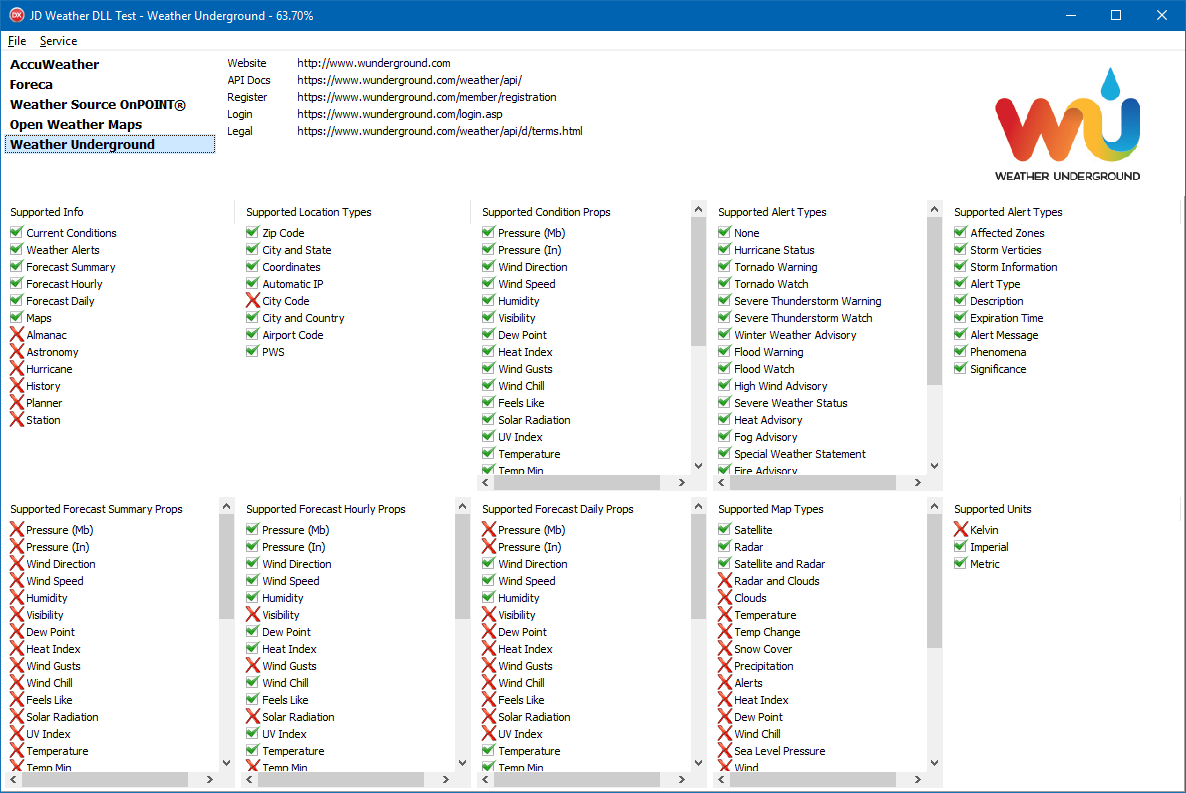 JD Weather DLL Test - Weather Underground - 63.70%
File Service
AccuWeather
Foreca
Weather Source OnPOINT®
Open Weather Maps
Weather Underground
Website http://www.wunderground.com
API Docs https://www.wunderground.com/weather/api/
Register https://www.wunderground.com/member/registration
Login https://www.wunderground.com/login.asp
Legal https://www.wunderground.com/weather/api/d/terms.html
WEATHER UNDERGROUND
Supported Info
Current Conditions
Weather Alerts
Forecast Summary
Forecast Hourly
Forecast Daily
Maps
Almanac
Astronomy
Hurricane
History
Planner
Station
Supported Location Types
Zip Code
City and State
Coordinates
Automatic IP
City Code
City and Country
Airport Code
PWS
Supported Condition Props
Pressure (Mb)
Pressure (In)
Wind Direction
Wind Speed
Humidity
Visibility
Dew Point
Heat Index
Wind Gusts
Wind Chill
Feels Like
Solar Radiation
UV Index
Temperature
Temp Min
Supported Alert Types
None
Hurricane Status
Tornado Warning
Tornado Watch
Severe Thunderstorm Warning
Severe Thunderstorm Watch
Winter Weather Advisory
Flood Warning
Flood Watch
High Wind Advisory
Severe Weather Status
Heat Advisory
Fog Advisory
Special Weather Statement
Fire Advisory
Supported Alert Types
Affected Zones
Storm Verticies
Storm Information
Alert Type
Description
Expiration Time
Alert Message
Phenomena
Significance
Supported Forecast Summary Props
Pressure (Mb)
Pressure (In)
Wind Direction
Wind Speed
Humidity
Visibility
Dew Point
Heat Index
Wind Gusts
Wind Chill
Feels Like
Solar Radiation
UV Index
Temperature
Temp Min
Supported Forecast Hourly Props
Pressure (Mb)
Pressure (In)
Wind Direction
Wind Speed
Humidity
Visibility
Dew Point
Heat Index
Wind Gusts
Wind Chill
Feels Like
Solar Radiation
UV Index
Temperature
Temp Min
Supported Forecast Daily Props
Pressure (Mb)
Pressure (In)
Wind Direction
Wind Speed
Humidity
Visibility
Dew Point
Heat Index
Wind Gusts
Wind Chill
Feels Like
Solar Radiation
UV Index
Temperature
Temp Min
Supported Map Types
Satellite
Radar
Satellite and Radar
Radar and Clouds
Clouds
Temperature
Temp Change
Snow Cover
Precipitation
Alerts
Heat Index
Dew Point
Wind Chill
Sea Level Pressure
Wind
Supported Units
Kelvin
Imperial
Metric